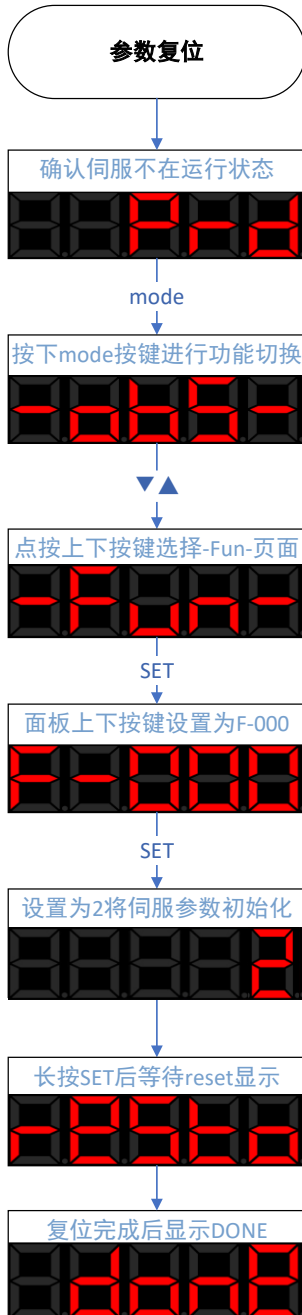 参数复位
确认伺服不在运行状态
P-d
mode
按下mode按键进行功能切换
-nbS-
▼▲
点按上下按键选择-Fun-页面
-Fun-
SET
面板上下按键设置为F-000
F-000
SET
设置为2将伺服参数初始化
2
长按SET后等待reset显示
复位完成后显示DONE